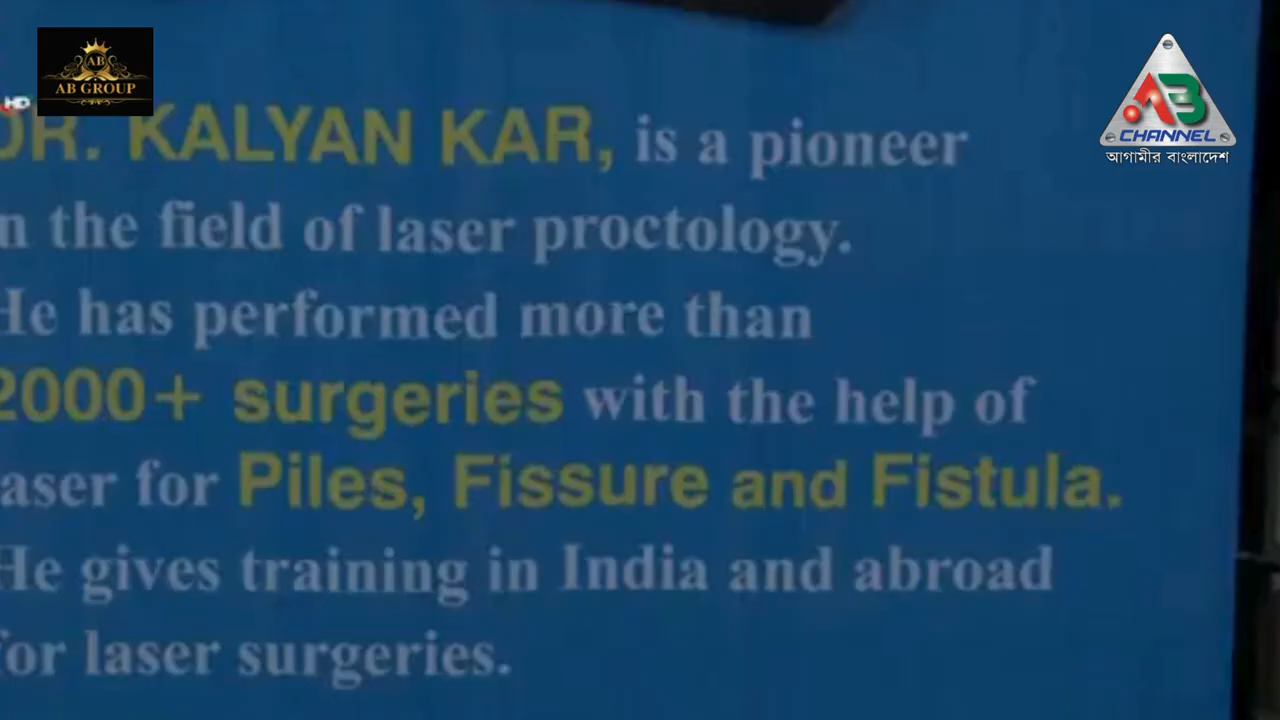 AB
AB GROUP
HD
AB
CHANNEL
আগামীর বাংলাদেশ
DR. KALYAN KAR, is a pioneer
n the field of laser proctology.
He has performed more than
2000+ surgeries with the help of
aser for Piles, Fissure and Fistula.
He gives training in India and abroad
for laser surgeries.